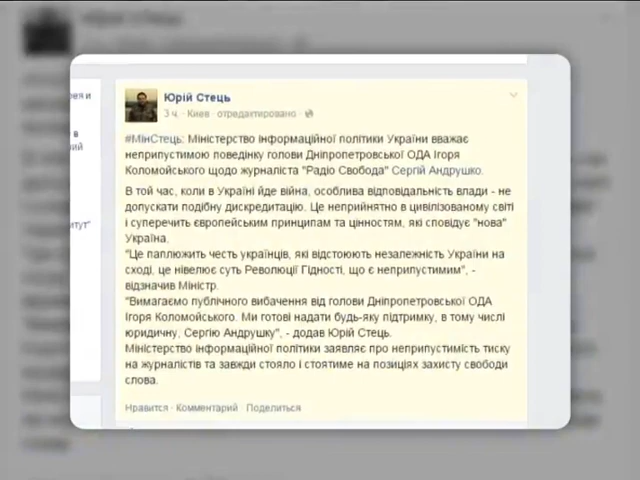 Юрій Стець
3 ч. · Киев · отредактировано ·
#МінСтець: Міністерство інформаційної політики України вважає
неприпустимою поведінку голови Дніпропетровської ОДА Ігоря
Коломойського щодо журналіста "Радіо Свобода" Сергій Андрушко.
В той час, коли в Україні йде війна, особлива відповідальність влади - не
допускати подібну дискредитацію. Це неприйнятно в цивілізованому світі
і суперечить європейським принципам та цінностям, які сповідує "нова"
Україна.
"Це паплюжить честь українців, які відстоюють незалежність України на
сході, це нівелює суть Революції Гідності, що є неприпустимим", -
відзначив Міністр.
"Вимагаємо публічного вибачення від голови Дніпропетровської ОДА
Ігоря Коломойського. Ми готові надати будь-яку підтримку, в тому числі
юридичну, Сергію Андрушку", - додав Юрій Стець.
Міністерство інформаційної політики заявляє про неприпустимість тиску
на журналістів та завжди стояло і стоятиме на позиціях захисту свободи
слова.
Нравится · Комментарий · Поделиться